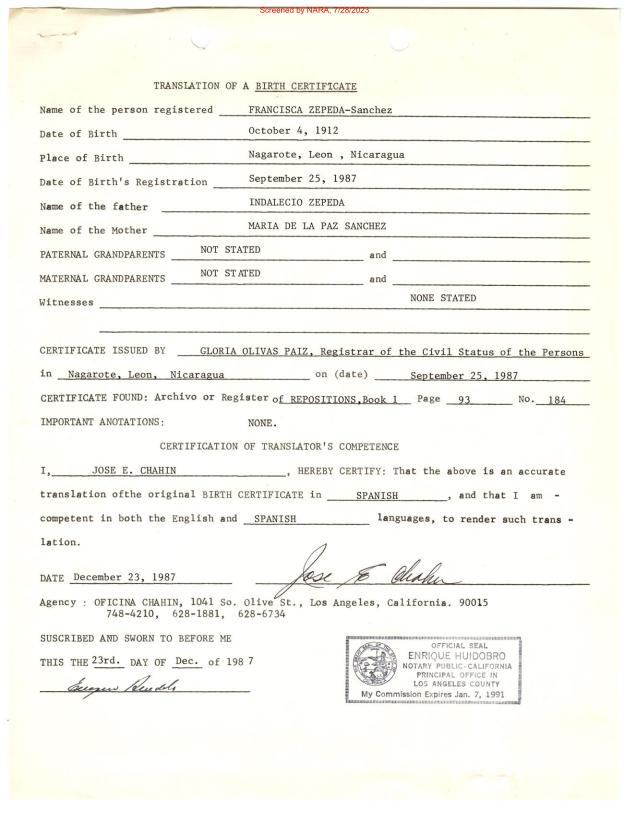 Screened by NARA, 7/28/2023
TRANSLATION OF A BIRTH CERTIFICATE
Name of the person registered FRANCISCA ZEPEDA-Sanchez
Date of Birth October 4, 1912
Place of Birth Nagarote, Leon , Nicaragua
Date of Birth's Registration September 25, 1987
Name of the father INDALECIO ZEPEDA
Name of the Mother MARIA DE LA PAZ SANCHEZ
PATERNAL GRANDPARENTS NOT STATED and
MATERNAL GRANDPARENTS NOT STATED and
Witnesses NONE STATED
CERTIFICATE ISSUED BY GLORIA OLIVAS PAIZ, Registrar of the Civil Status of the Persons
in Nagarote, Leon, Nicaragua on (date) September 25, 1987
CERTIFICATE FOUND: Archivo or Register of REPOSITIONS,Book 1 Page 93 No. 184
IMPORTANT ANOTATIONS: NONE.
CERTIFICATION OF TRANSLATOR'S COMPETENCE
I, JOSE E. CHAHIN , HEREBY CERTIFY: That the above is an accurate
translation ofthe original BIRTH CERTIFICATE in SPANISH , and that I am -
competent in both the English and SPANISH languages, to render such trans -
lation.
DATE December 23, 1987 Jose E Chahin
Agency : OFICINA CHAHIN, 1041 So. Olive St., Los Angeles, California. 90015
748-4210, 628-1881, 628-6734
SUSCRIBED AND SWORN TO BEFORE ME
THIS THE 23rd. DAY OF Dec. of 1987
OFFICIAL SEAL
ENRIQUE HUIDOBRO
NOTARY PUBLIC-CALIFORNIA
PRINCIPAL OFFICE IN
LOS ANGELES COUNTY
My Commission Expires Jan. 7, 1991